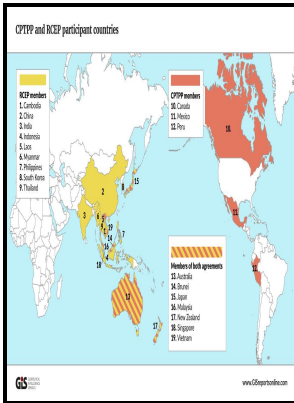 CPTPP and RCEP participant countries
RCEP members
1. Cambodia
2. China
3. India
4. Indonesia
5. Laos
6. Myanmar
7. Philippines
8. South Korea
9. Thailand
CPTPP members
10. Canada
11. Mexico
12. Peru
Members of both agreements
13. Australia
14. Brunei
15. Japan
16. Malaysia
17. New Zealand
18. Singapore
19. Vietnam
10
15
2
8
3
6
5
9
19
7
14
16
4
18
11
12
13
17
GIS
www.GISreportsonline.com